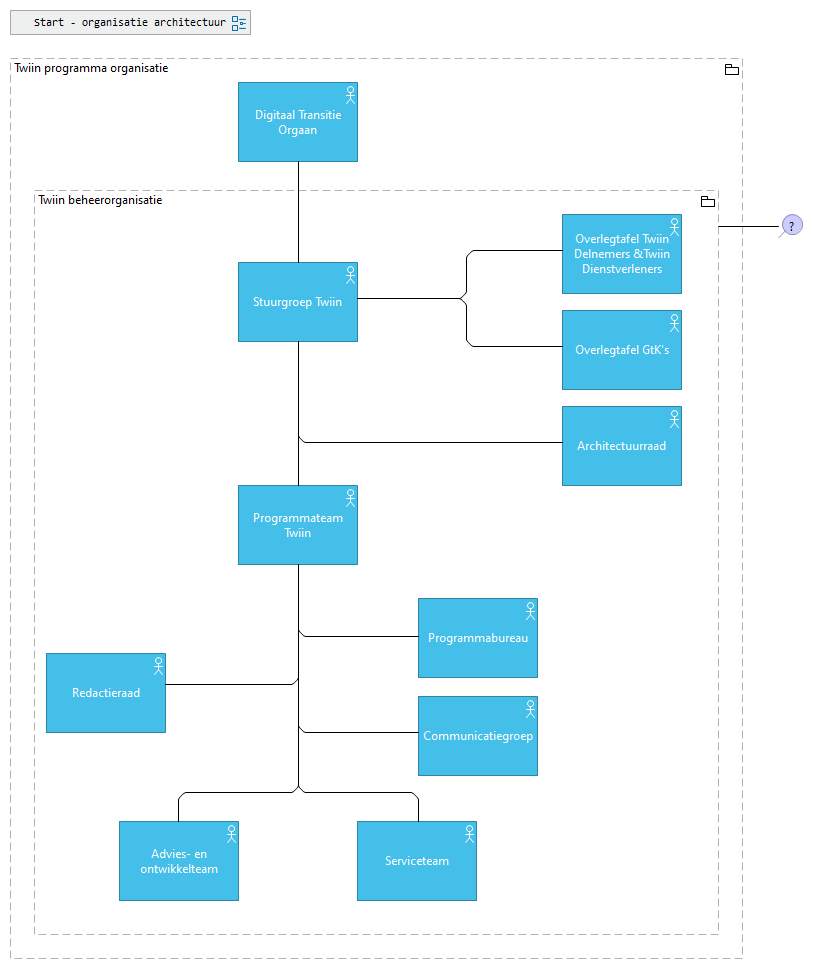 Start - organisatie architectuur
Twiin programma organisatie
Digitaal Transitie
Orgaan
Twiin beheerorganisatie
Overlegtafel Twiin
Delnemers &Twiin
Dienstverleners
?
Stuurgroep Twiin
Overlegtafel GtK's
Architectuurraad
Programmateam
Twiin
Programmabureau
Redactieraad
Communicatiegroep
Advies- en
ontwikkelteam
Serviceteam